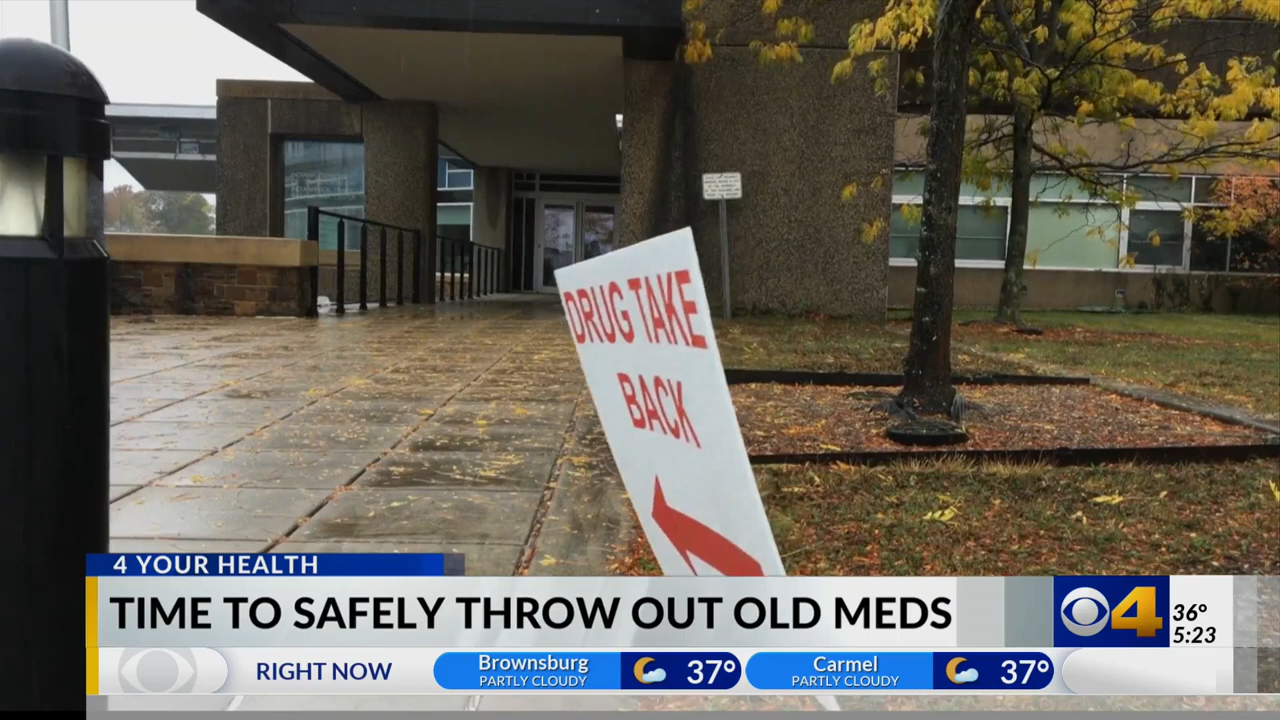 DRUG TAKE
BACK
4 YOUR HEALTH
TIME TO SAFELY THROW OUT OLD MEDS
4
36°
5:23
RIGHT NOW
Brownsburg
PARTLY CLOUDY
37°
Carmel
PARTLY CLOUDY
37°